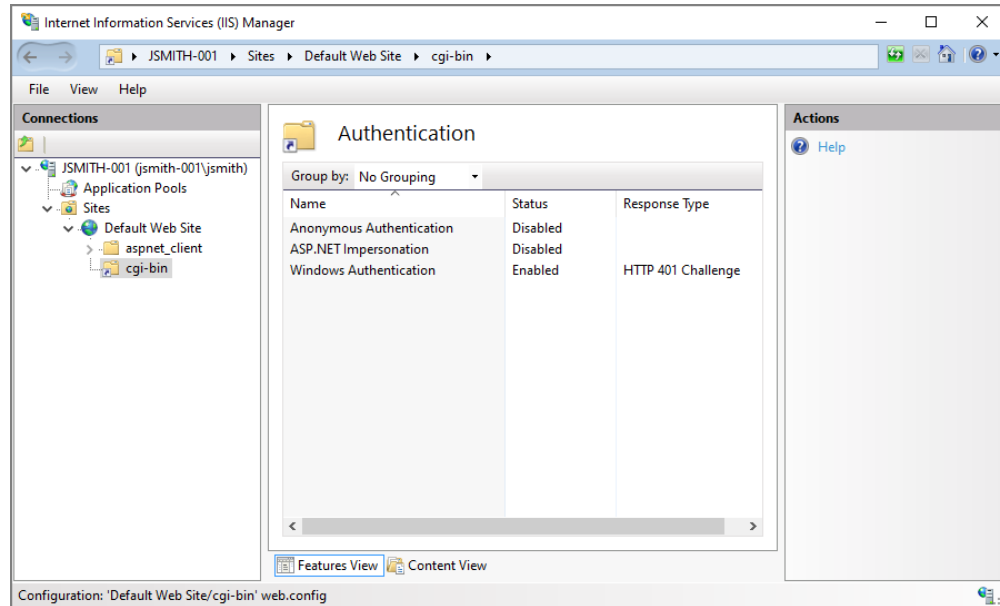 Internet Information Services (IIS) Manager
JSMITH-001 Sites Default Web Site cgi-bin
File View Help
Connections
JSMITH-001 (jsmith-001\jsmith)
Application Pools
Sites
Default Web Site
aspnet_client
cgi-bin
Authentication
Group by: No Grouping
Name Status Response Type
Anonymous Authentication Disabled
ASP.NET Impersonation Disabled
Windows Authentication Enabled HTTP 401 Challenge
Features View Content View
Actions
Help
Configuration: 'Default Web Site/cgi-bin' web.config